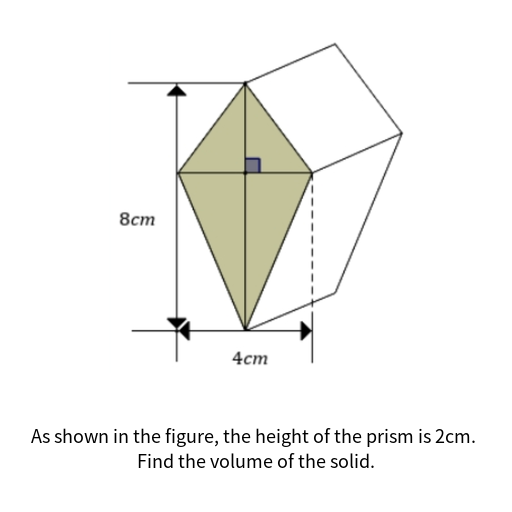 8cm
4cm
As shown in the figure, the height of the prism is 2cm.
Find the volume of the solid.